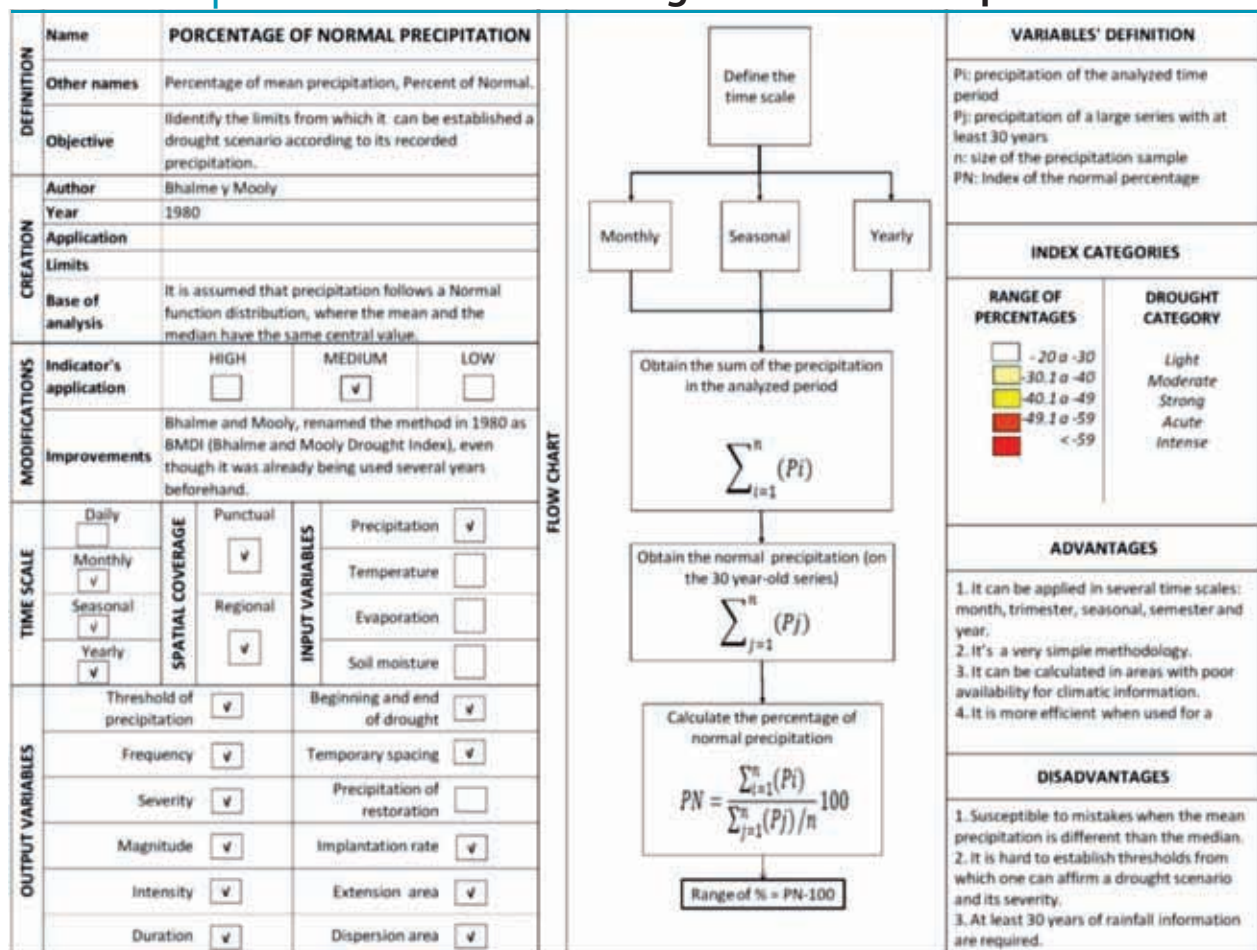 DEFINITION
Name
PORCENTAGE OF NORMAL PRECIPITATION
Other names
Percentage of mean precipitation, Percent of Normal.
Objective
IIdentify the limits from which it can be established a
drought scenario according to its recorded
precipitation.
CREATION
Author
Bhalme y Mooly
Year
1980
Application
Limits
Base of
analysis
It is assumed that precipitation follows a Normal
function distribution, where the mean and the
median have the same central value.
MODIFICATIONS
Indicator's
application
HIGH
MEDIUM
LOW
Improvements
Bhalme and Mooly, renamed the method in 1980 as
BMDI (Bhalme and Mooly Drought Index), even
though it was already being used several years
beforehand.
TIME SCALE
Daily
Monthly
Seasonal
Yearly
SPATIAL COVERAGE
Punctual
Regional
INPUT VARIABLES
Precipitation
Temperature
Evaporation
Soil moisture
OUTPUT VARIABLES
Threshold of
precipitation
Frequency
Severity
Magnitude
Intensity
Duration
Beginning and end
of drought
Temporary spacing
Precipitation of
restoration
Implantation rate
Extension area
Dispersion area
FLOW CHART
Define the
time scale
Monthly
Seasonal
Yearly
Obtain the sum of the precipitation
in the analyzed period
∑ⁿᵢ₌₁(Pi)
Obtain the normal precipitation (on
the 30 year-old series)
∑ⁿⱼ₌₁(Pj)
Calculate the percentage of
normal precipitation
PN = ∑ⁿᵢ₌₁(Pi) / ∑ⁿⱼ₌₁(Pj)/n 100
Range of % = PN-100
VARIABLES' DEFINITION
Pi: precipitation of the analyzed time
period
Pj: precipitation of a large series with at
least 30 years
n: size of the precipitation sample
PN: Index of the normal percentage
INDEX CATEGORIES
RANGE OF
PERCENTAGES
DROUGHT
CATEGORY
-20 a -30 Light
-30.1 a -40 Moderate
-40.1 a -49 Strong
-49.1 a -59 Acute
< -59 Intense
ADVANTAGES
1. It can be applied in several time scales:
month, trimester, seasonal, semester and
year.
2. It's a very simple methodology.
3. It can be calculated in areas with poor
availability for climatic information.
4. It is more efficient when used for a
DISADVANTAGES
1. Susceptible to mistakes when the mean
precipitation is different than the median.
2. It is hard to establish thresholds from
which one can affirm a drought scenario
and its severity.
3. At least 30 years of rainfall information
are required.